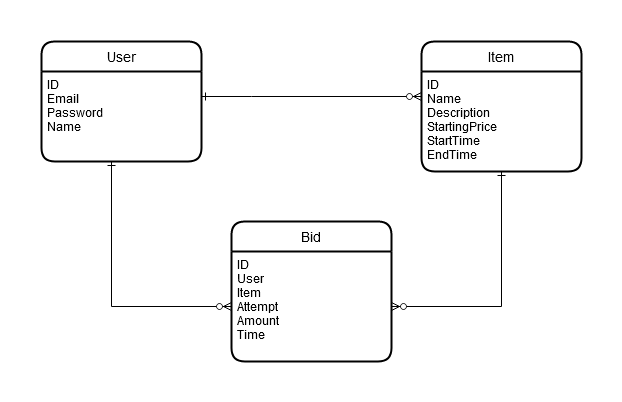 User
ID
Email
Password
Name
Item
ID
Name
Description
StartingPrice
StartTime
EndTime
Bid
ID
User
Item
Attempt
Amount
Time